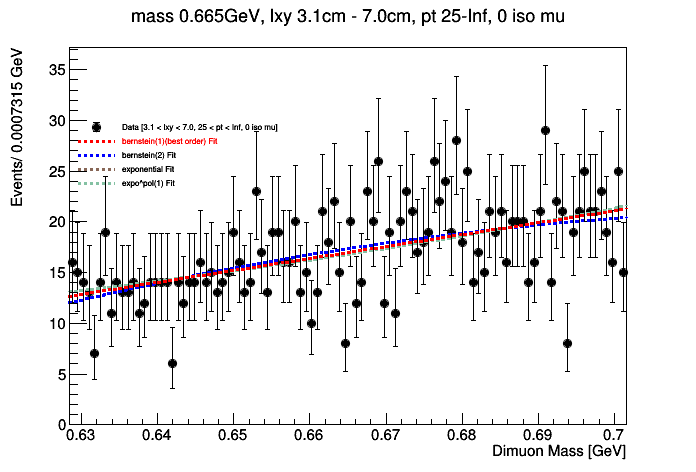 mass 0.665GeV, lxy 3.1cm - 7.0cm, pt 25-Inf, 0 iso mu
Events/ 0.0007315 GeV
35
30
25
20
15
10
5
0
Data [3.1 < lxy < 7.0, 25 < pt < Inf, 0 iso mu]
bernstein(1)(best order) Fit
bernstein(2) Fit
exponential Fit
expo*pol(1) Fit
0.63 0.64 0.65 0.66 0.67 0.68 0.69 0.7
Dimuon Mass [GeV]